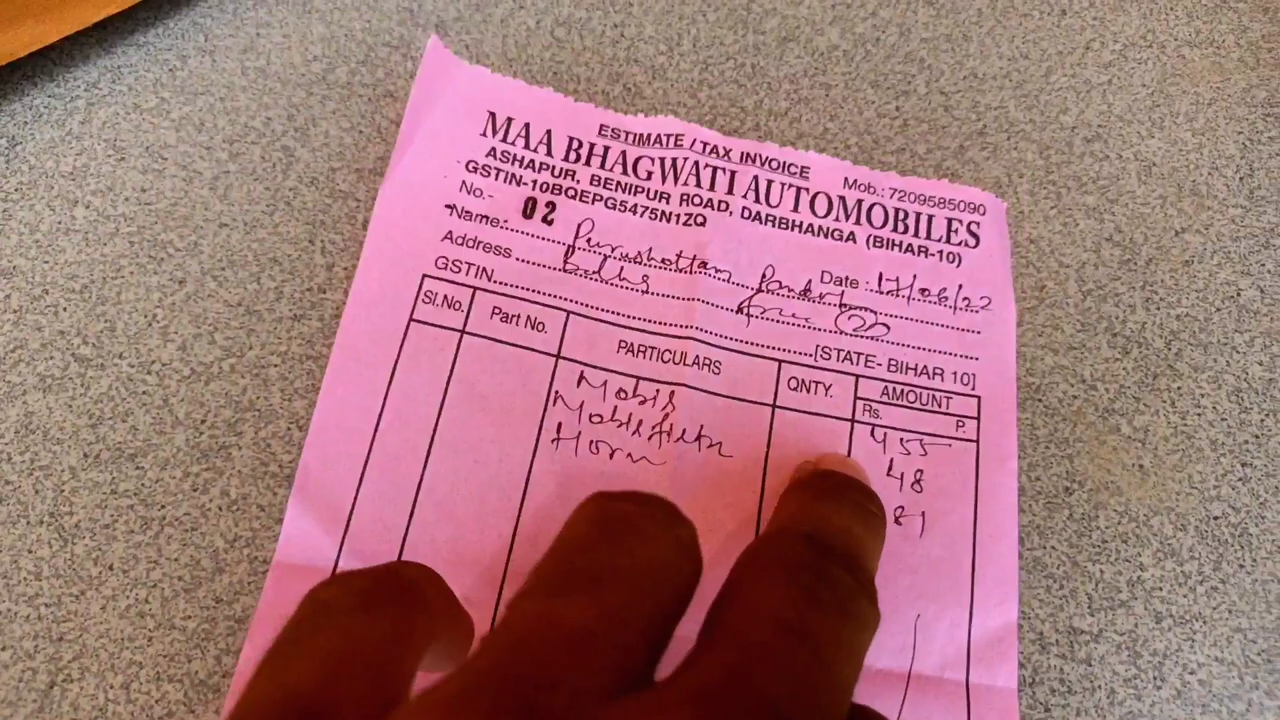 ESTIMATE / TAX INVOICE
Mob.: 7209585090
MAA BHAGWATI AUTOMOBILES
ASHAPUR, BENIPUR ROAD, DARBHANGA (BIHAR-10)
GSTIN-10BQEPG5475N1ZQ
No.- 02
Date : 17/06/22
Name: Purushottam
Address
GSTIN [STATE- BIHAR 10]
Sl.No. Part No. PARTICULARS QNTY. AMOUNT
Rs. P.
Mobil 455
Mobil filter 48
Horn 81